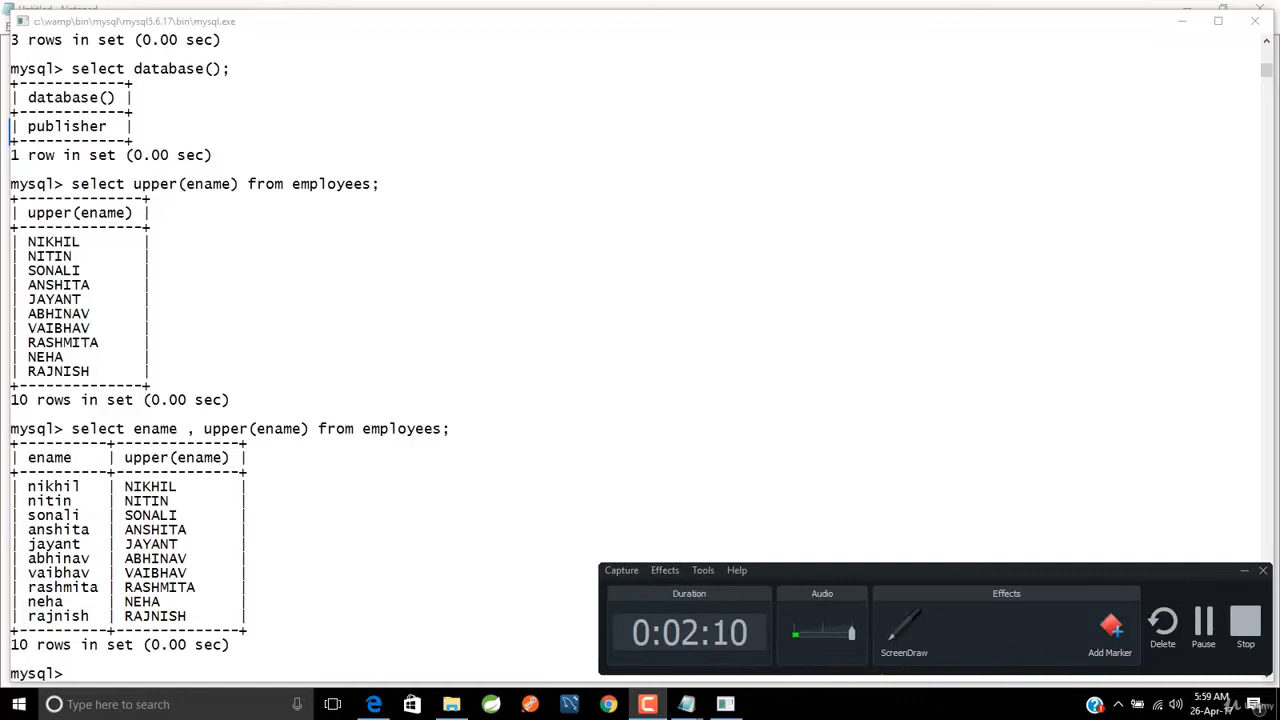 Untitled - Notepad
c:\wamp\bin\mysql\mysql5.6.17\bin\mysql.exe
3 rows in set (0.00 sec)
mysql> select database();
+------------+
| database() |
+------------+
| publisher  |
+------------+
1 row in set (0.00 sec)
mysql> select upper(ename) from employees;
+--------------+
| upper(ename) |
+--------------+
| NIKHIL       |
| NITIN        |
| SONALI       |
| ANSHITA      |
| JAYANT       |
| ABHINAV      |
| VAIBHAV      |
| RASHMITA     |
| NEHA         |
| RAJNISH      |
+--------------+
10 rows in set (0.00 sec)
mysql> select ename , upper(ename) from employees;
+----------+--------------+
| ename    | upper(ename) |
+----------+--------------+
| nikhil   | NIKHIL       |
| nitin    | NITIN        |
| sonali   | SONALI       |
| anshita  | ANSHITA      |
| jayant   | JAYANT       |
| abhinav  | ABHINAV      |
| vaibhav  | VAIBHAV      |
| rashmita | RASHMITA     |
| neha     | NEHA         |
| rajnish  | RAJNISH      |
+----------+--------------+
10 rows in set (0.00 sec)
mysql>
Capture Effects Tools Help
Duration Audio Effects
0:02:10
ScreenDraw Add Marker Delete Pause Stop
Type here to search
5:59 AM
26-Apr-17